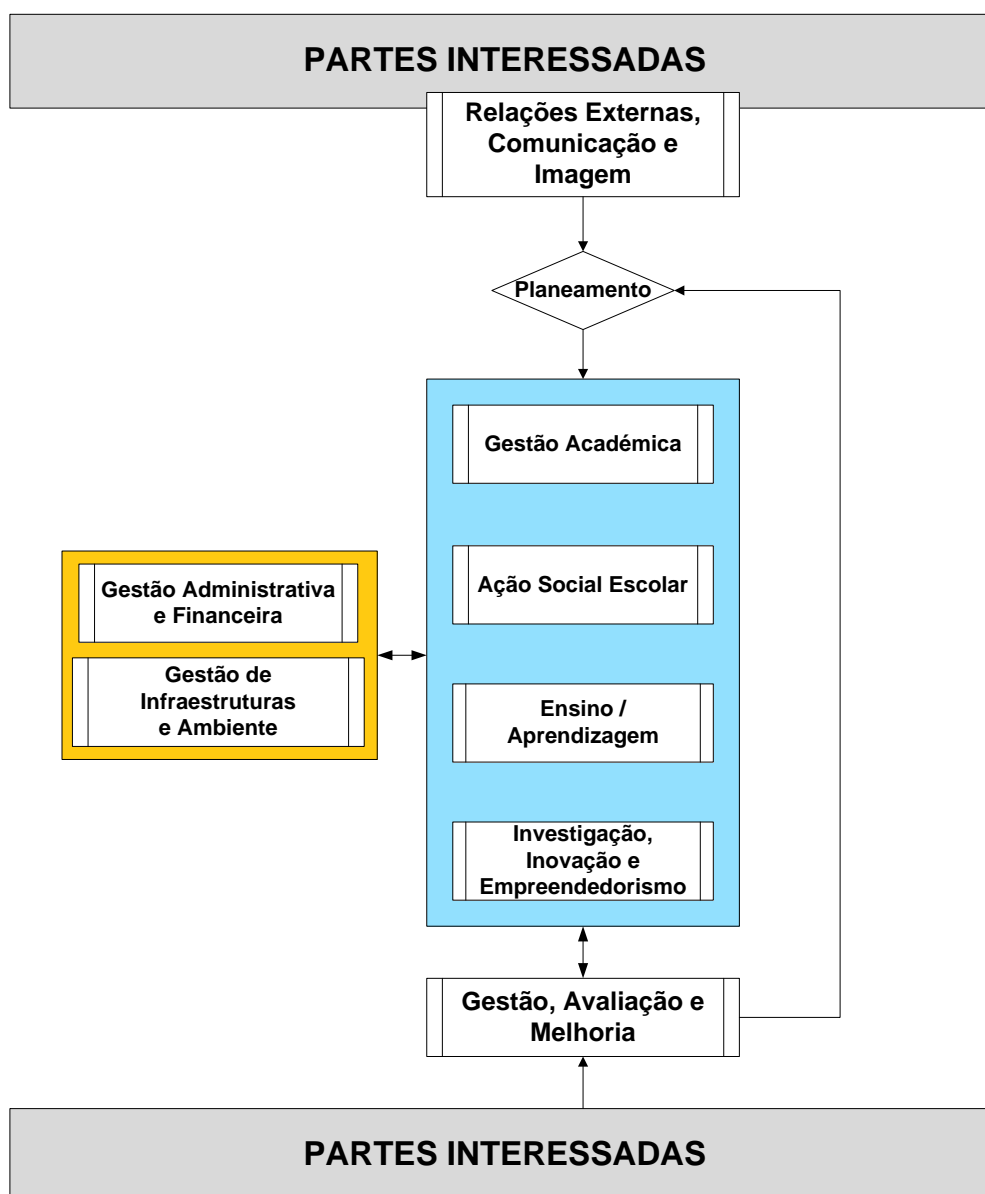 PARTES INTERESSADAS
Relações Externas,
Comunicação e
Imagem
Planeamento
Gestão Académica
Ação Social Escolar
Gestão Administrativa
e Financeira
Gestão de
Infraestruturas
e Ambiente
Ensino /
Aprendizagem
Investigação,
Inovação e
Empreendedorismo
Gestão, Avaliação e
Melhoria
PARTES INTERESSADAS